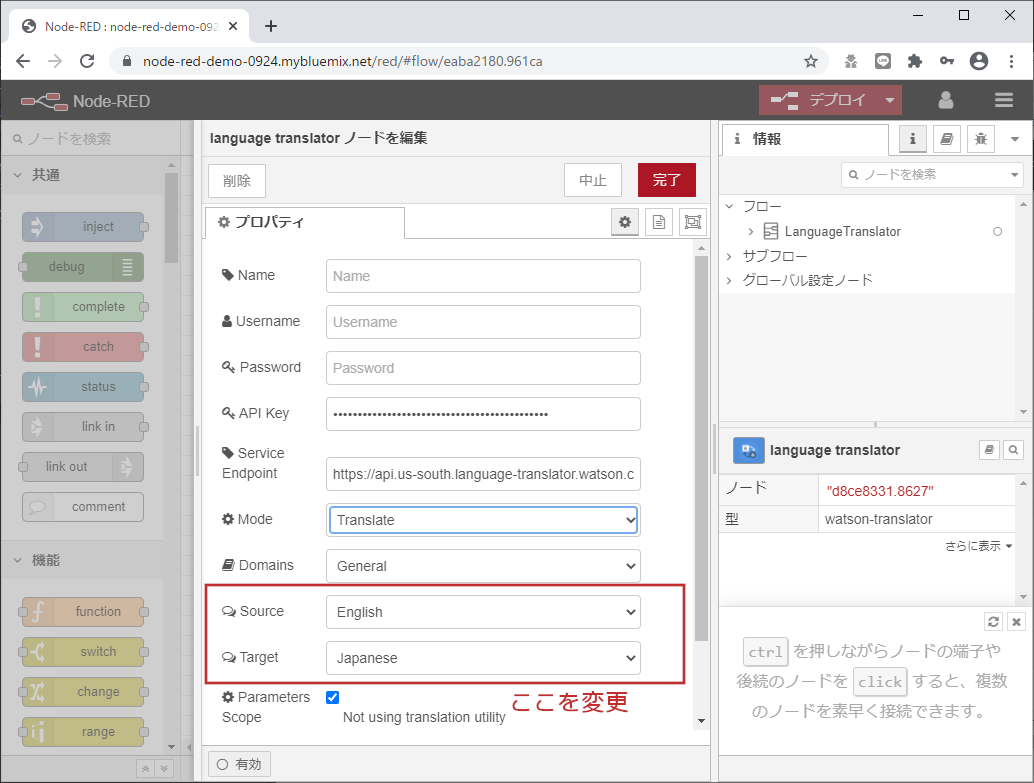 Node-RED : node-red-demo-092
node-red-demo-0924.mybluemix.net/red/#flow/eaba2180.961ca
Node-RED
デプロイ
ノードを検索
共通
inject
debug
complete
catch
status
link in
link out
comment
機能
function
switch
change
range
language translator ノードを編集
削除
中止
完了
プロパティ
Name
Name
Username
Username
Password
Password
API Key
••••••••••••••••••••••••••••••••••••••••••••
Service
Endpoint
https://api.us-south.language-translator.watson.c
Mode
Translate
Domains
General
Source
English
Target
Japanese
Parameters
Scope
Not using translation utility
ここを変更
有効
情報
ノードを検索
フロー
LanguageTranslator
サブフロー
グローバル設定ノード
language translator
ノード
"d8ce8331.8627"
型
watson-translator
さらに表示
ctrl を押しながらノードの端子や
後続のノードを click すると、複数
のノードを素早く接続できます。